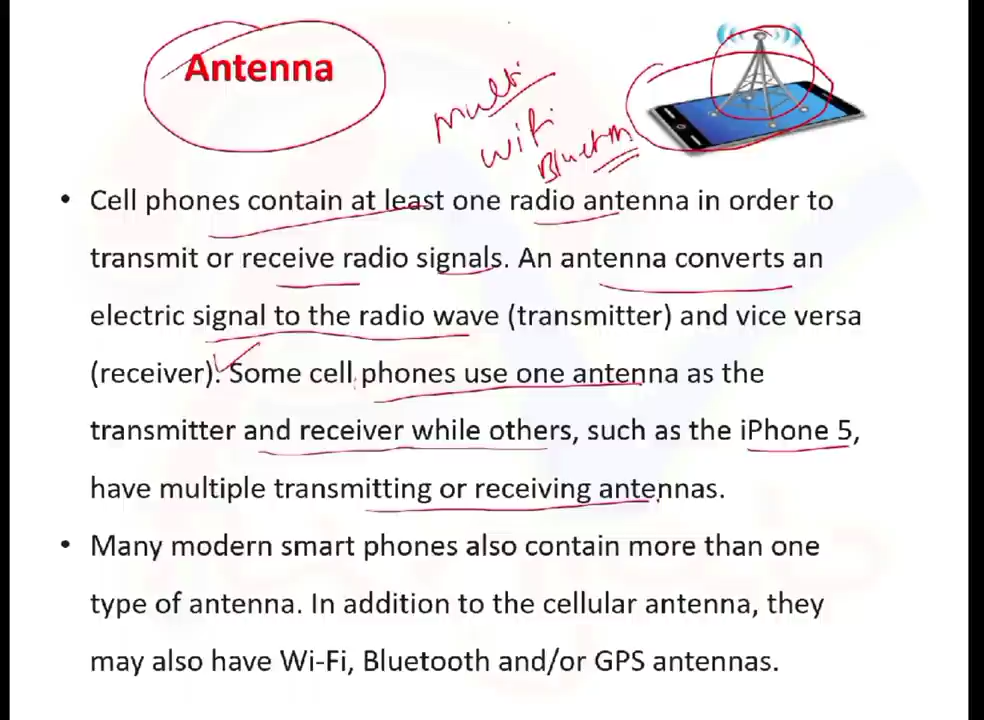 Antenna
Multi
Wifi
• Cell phones contain at least one radio antenna in order to
transmit or receive radio signals. An antenna converts an
electric signal to the radio wave (transmitter) and vice versa
(receiver). Some cell phones use one antenna as the
transmitter and receiver while others, such as the iPhone 5,
have multiple transmitting or receiving antennas.
• Many modern smart phones also contain more than one
type of antenna. In addition to the cellular antenna, they
may also have Wi-Fi, Bluetooth and/or GPS antennas.